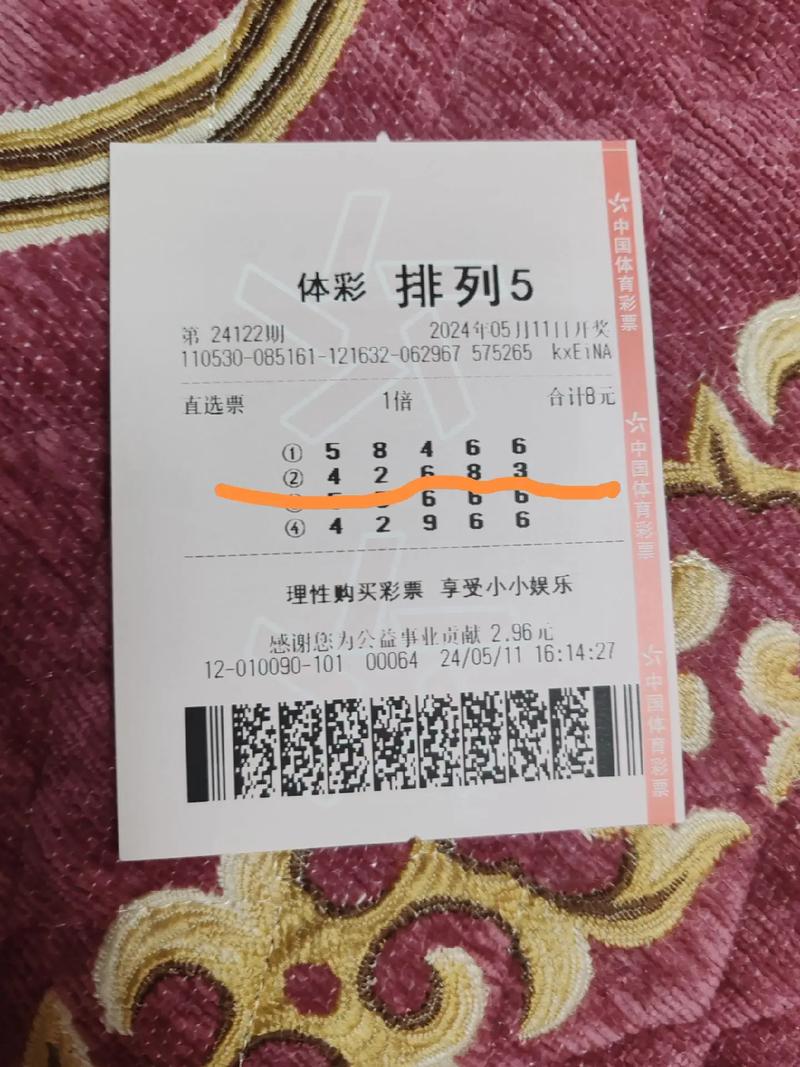 体彩 排列5
第 24122期 2024年05月11日开奖
110530-085161-121632-062967 575265 kxEiNA
直选票 1倍 合计8元
① 5 8 4 6 6
② 4 2 6 8 3
③ 5 6 6 6
④ 4 2 9 6 6
理性购买彩票 享受小小娱乐
感谢您为公益事业贡献 2.96元
12-010090-101 00064 24/05/11 16:14:27
中国体育彩票
中国体育彩票
中国体育彩票